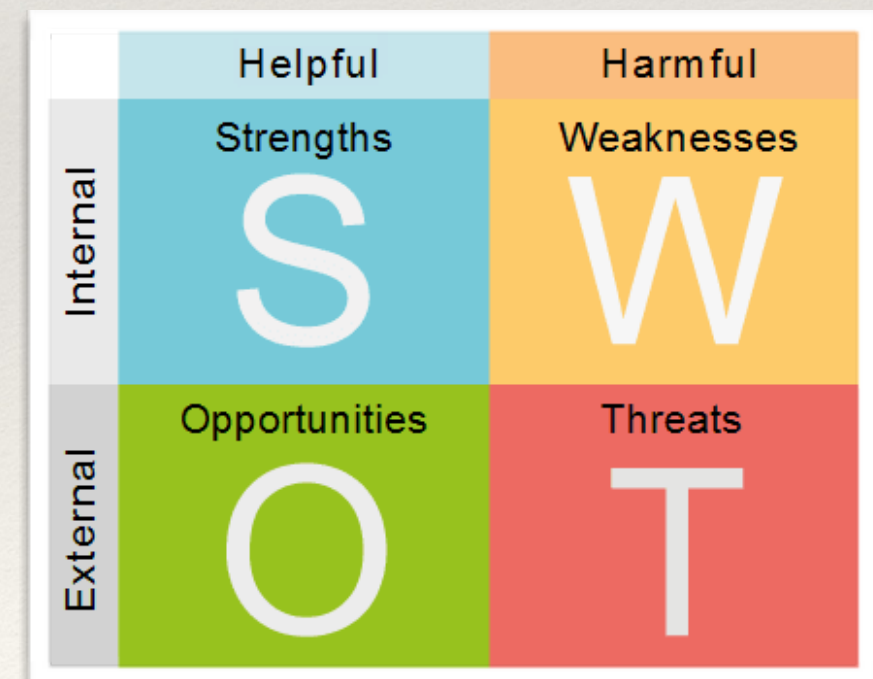 Helpful Harmful
Internal
Strengths Weaknesses
S W
External
Opportunities Threats
O T